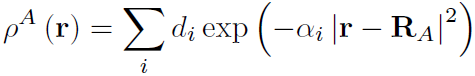 ρ^A (r) = ∑_i d_i exp (−α_i |r − R_A|^2)